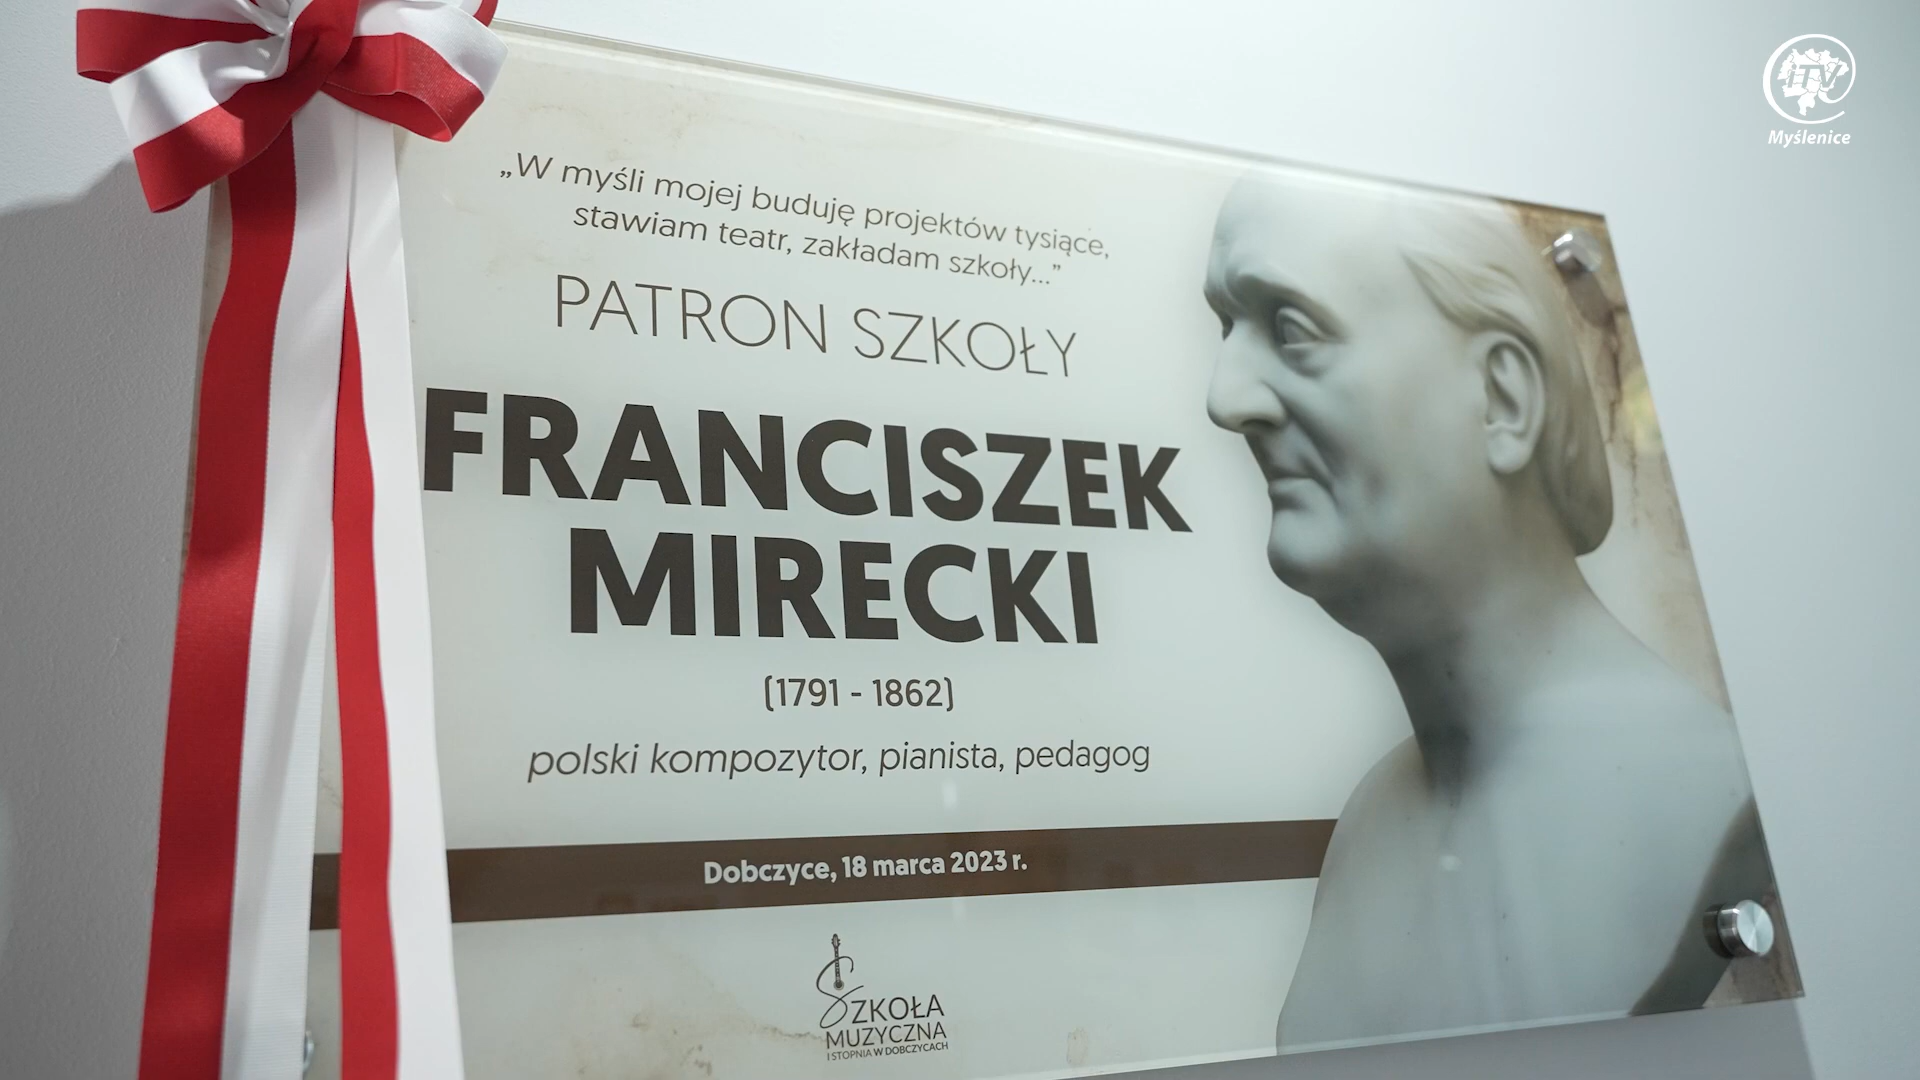 iTV
Myślenice
„W myśli mojej buduję projektów tysiące,
stawiam teatr, zakładam szkoły...”
PATRON SZKOŁY
FRANCISZEK
MIRECKI
(1791 - 1862)
polski kompozytor, pianista, pedagog
Dobczyce, 18 marca 2023 r.
SZKOŁA
MUZYCZNA
I STOPNIA W DOBCZYCACH